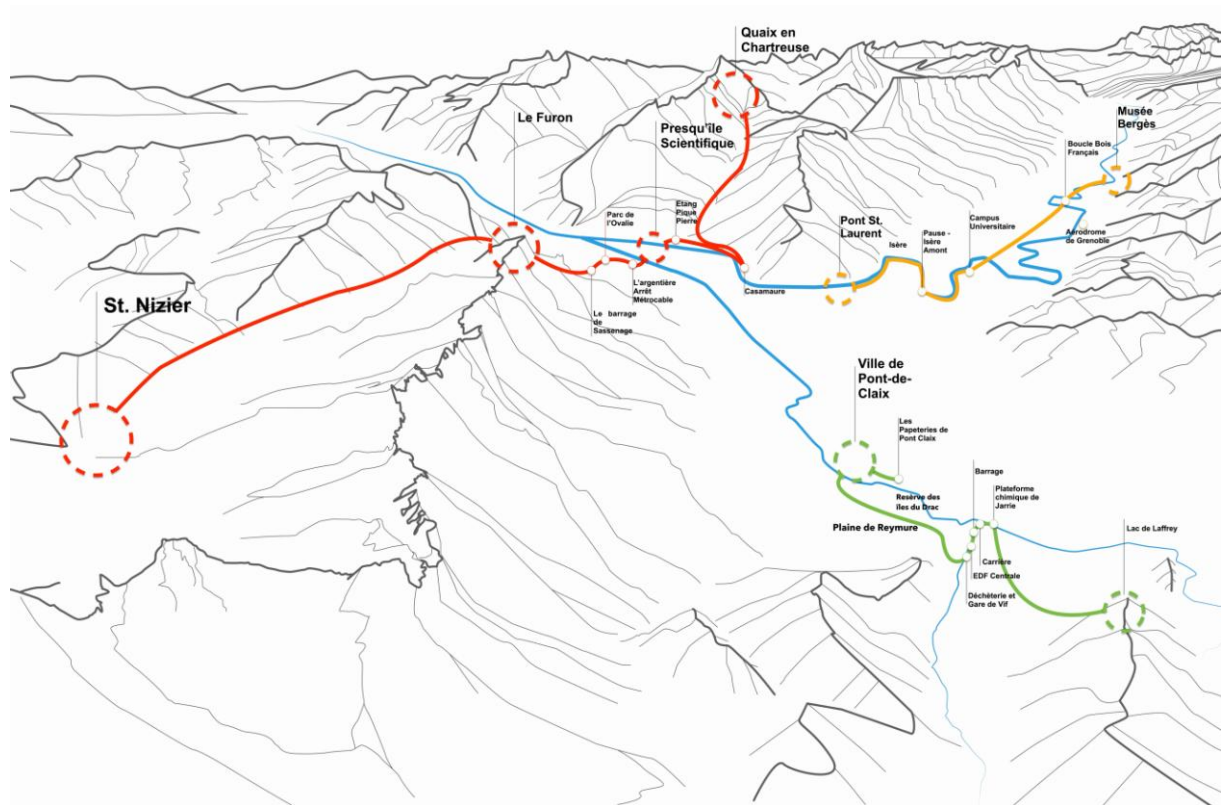 Quaix en
Chartreuse
Le Furon
Presqu'île
Scientifique
Musée
Bergès
Boucle Bois
Français
Parc de
l'Ovalie
Etang
Pique
Pierre
Pont St.
Laurent
Isère
Pause -
Isère
Amont
Campus
Universitaire
Aérodrome
de Grenoble
St. Nizier
L'argentière
Arrêt
Métrocable
Casamaure
Le barrage
de
Sassenage
Ville de
Pont-de-
Claix
Les
Papeteries de
Pont Claix
Barrage
Plateforme
chimique de
Jarrie
Resèrve des
îles du Drac
Plaine de Reymure
Lac de Laffrey
Carrière
EDF Centrale
Déchèterie et
Gare de Vif